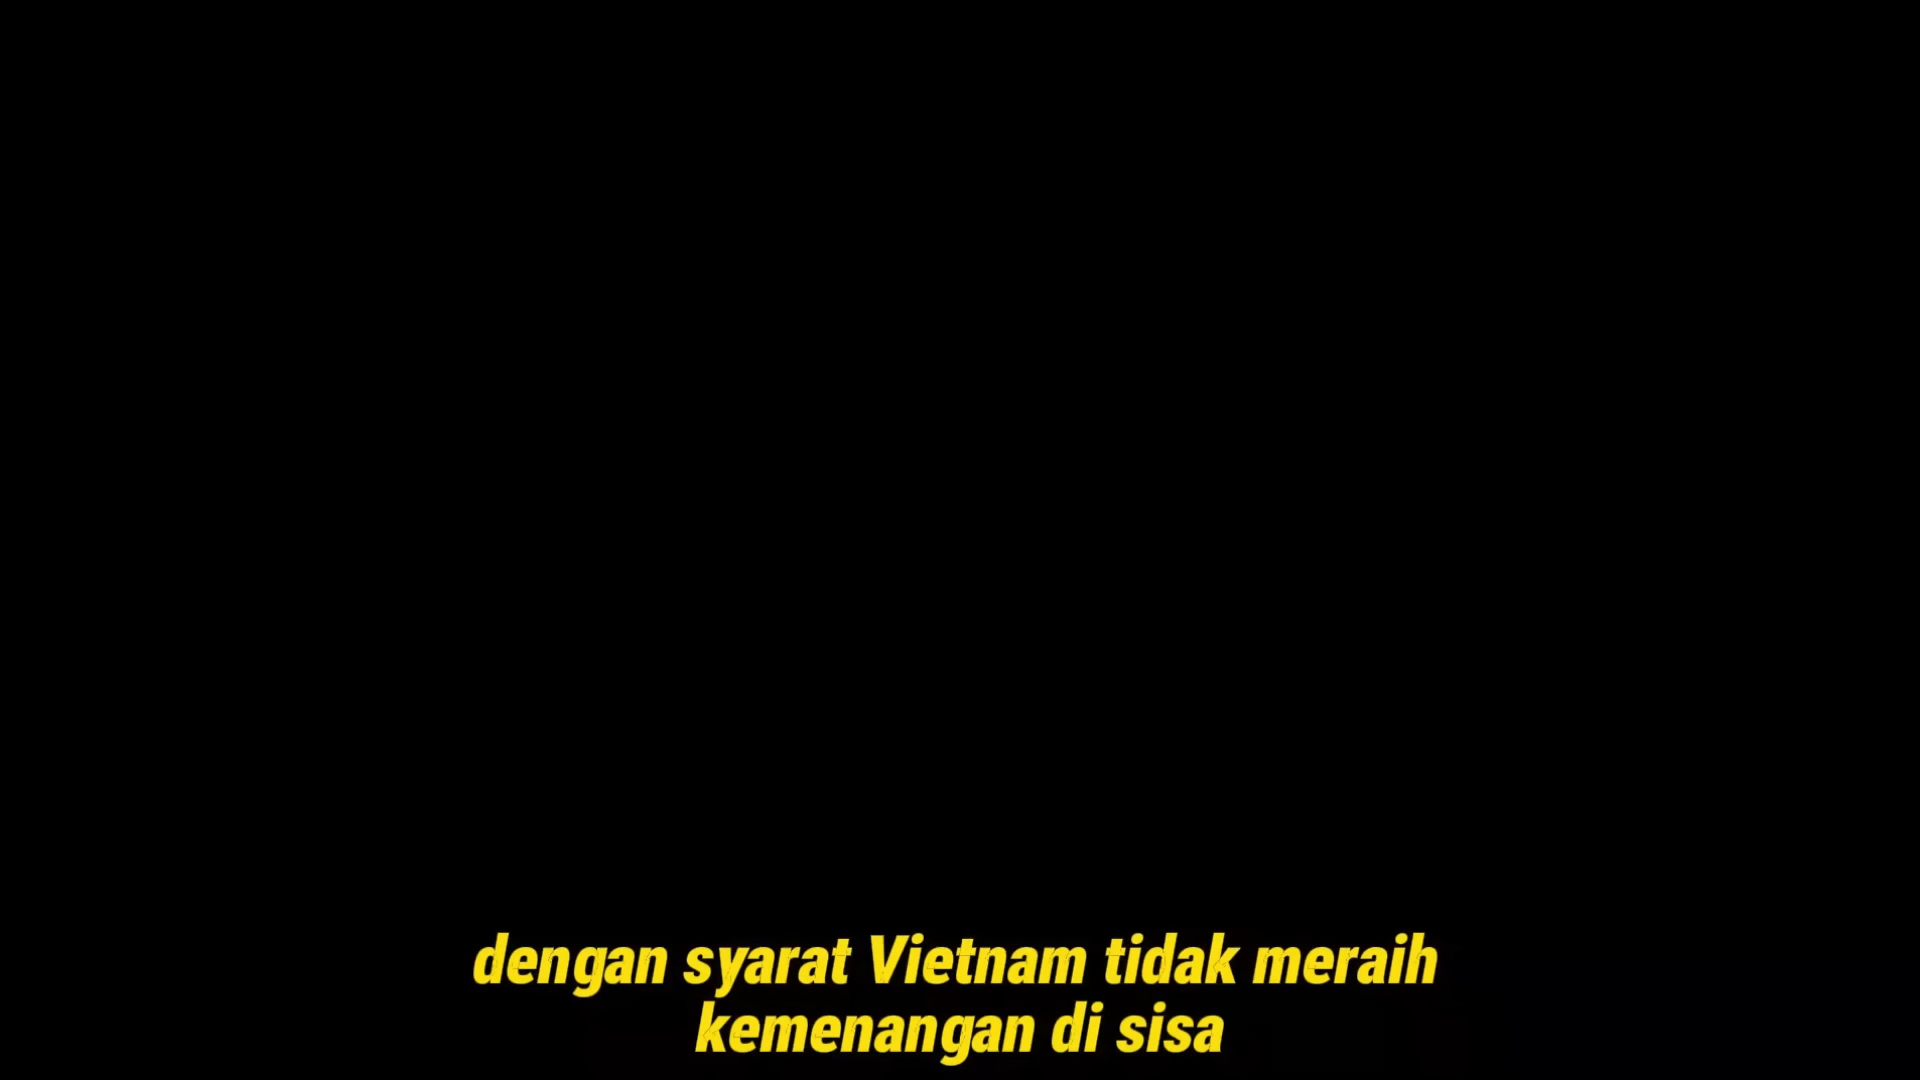 dengan syarat Vietnam tidak meraih
kemenangan di sisa